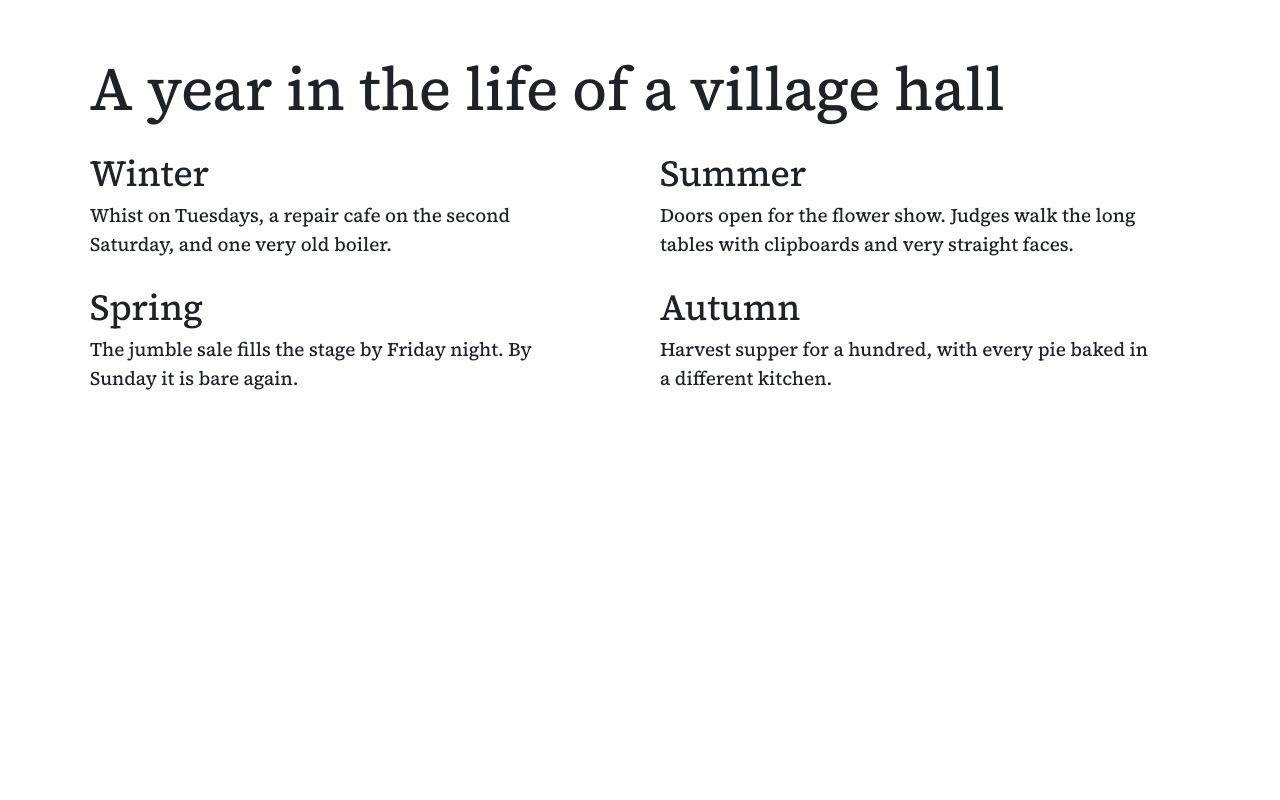 A year in the life of a village hall
Winter
Whist on Tuesdays, a repair cafe on the second
Saturday, and one very old boiler.
Spring
The jumble sale fills the stage by Friday night. By
Sunday it is bare again.
Summer
Doors open for the flower show. Judges walk the long
tables with clipboards and very straight faces.
Autumn
Harvest supper for a hundred, with every pie baked in
a different kitchen.